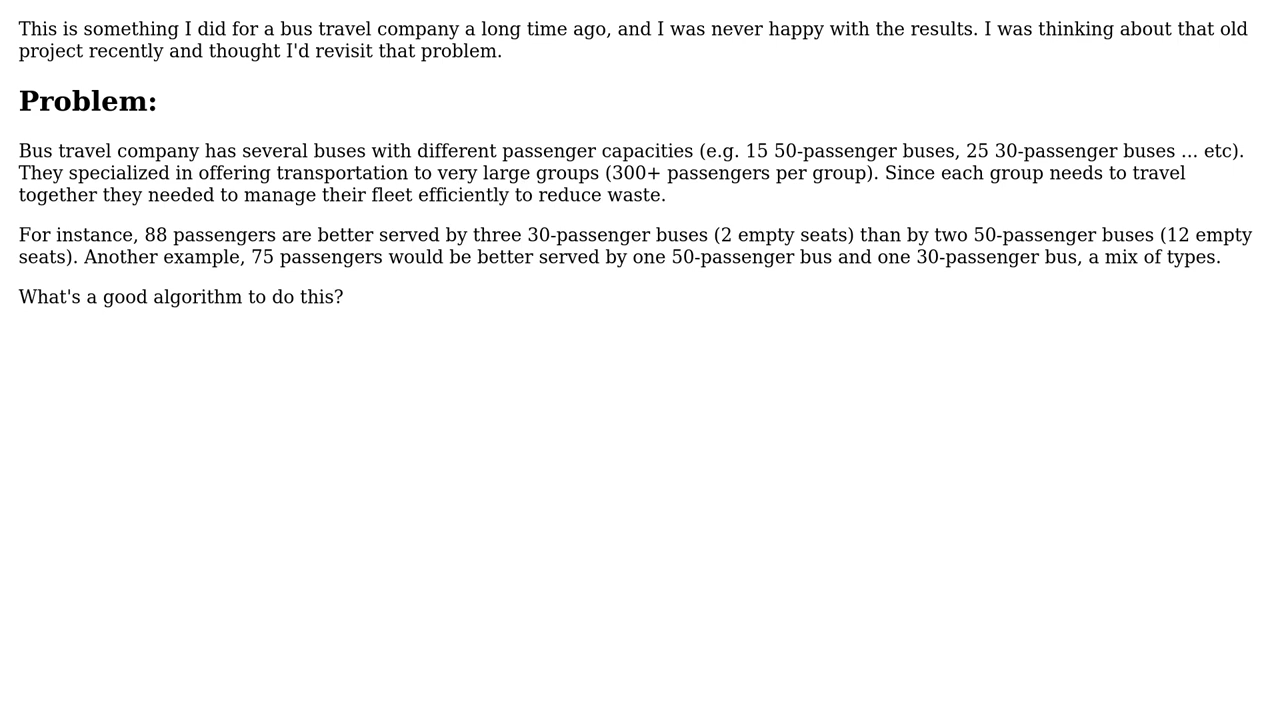 This is something I did for a bus travel company a long time ago, and I was never happy with the results. I was thinking about that old
project recently and thought I'd revisit that problem.
Problem:
Bus travel company has several buses with different passenger capacities (e.g. 15 50-passenger buses, 25 30-passenger buses ... etc).
They specialized in offering transportation to very large groups (300+ passengers per group). Since each group needs to travel
together they needed to manage their fleet efficiently to reduce waste.
For instance, 88 passengers are better served by three 30-passenger buses (2 empty seats) than by two 50-passenger buses (12 empty
seats). Another example, 75 passengers would be better served by one 50-passenger bus and one 30-passenger bus, a mix of types.
What's a good algorithm to do this?